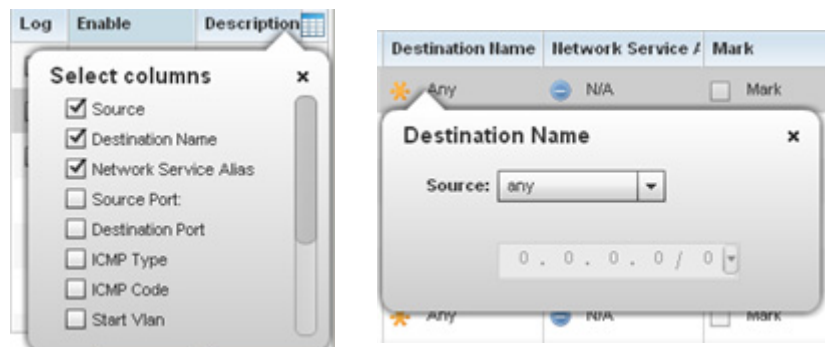 Log Enable Description
Select columns ×
Source
Destination Name
Network Service Alias
Source Port:
Destination Port
ICMP Type
ICMP Code
Start Vlan
Destination Name Network Service A Mark
Any N/A Mark
Destination Name ×
Source: any
0 . 0 . 0 . 0 / 0
Any N/A Mark